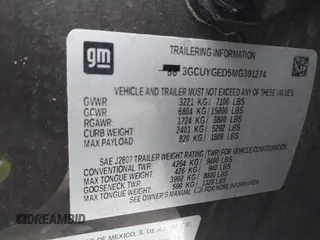 gm
TRAILERING INFORMATION
3GCUYGED5MG391274
VEHICLE AND TRAILER MUST NOT EXCEED ANY OF THESE WEIGHTS
GVWR 3221 KG/ 7100 LBS
GCWR 6804 KG/15000 LBS
RGAWR 1724 KG/ 3800 LBS
CURB WEIGHT 2401 KG/ 5292 LBS
MAX PAYLOAD 820 KG/ 1808 LBS
SAE J2807 TRAILER WEIGHT RATING (TWR) FOR VEHICLE CONFIGURATION
CONVENTIONAL TWR 4264 KG/ 9400 LBS
MAX TONGUE WEIGHT 426 KG/ 940 LBS
GOOSENECK TWR 3992 KG/ 8800 LBS
MAX TONGUE WEIGHT 599 KG/ 1320 LBS
SEE OWNER'S MANUAL FOR ADDITIONAL INFORMATION
DE MEXICO, S. DE R.L.
DREAMBID